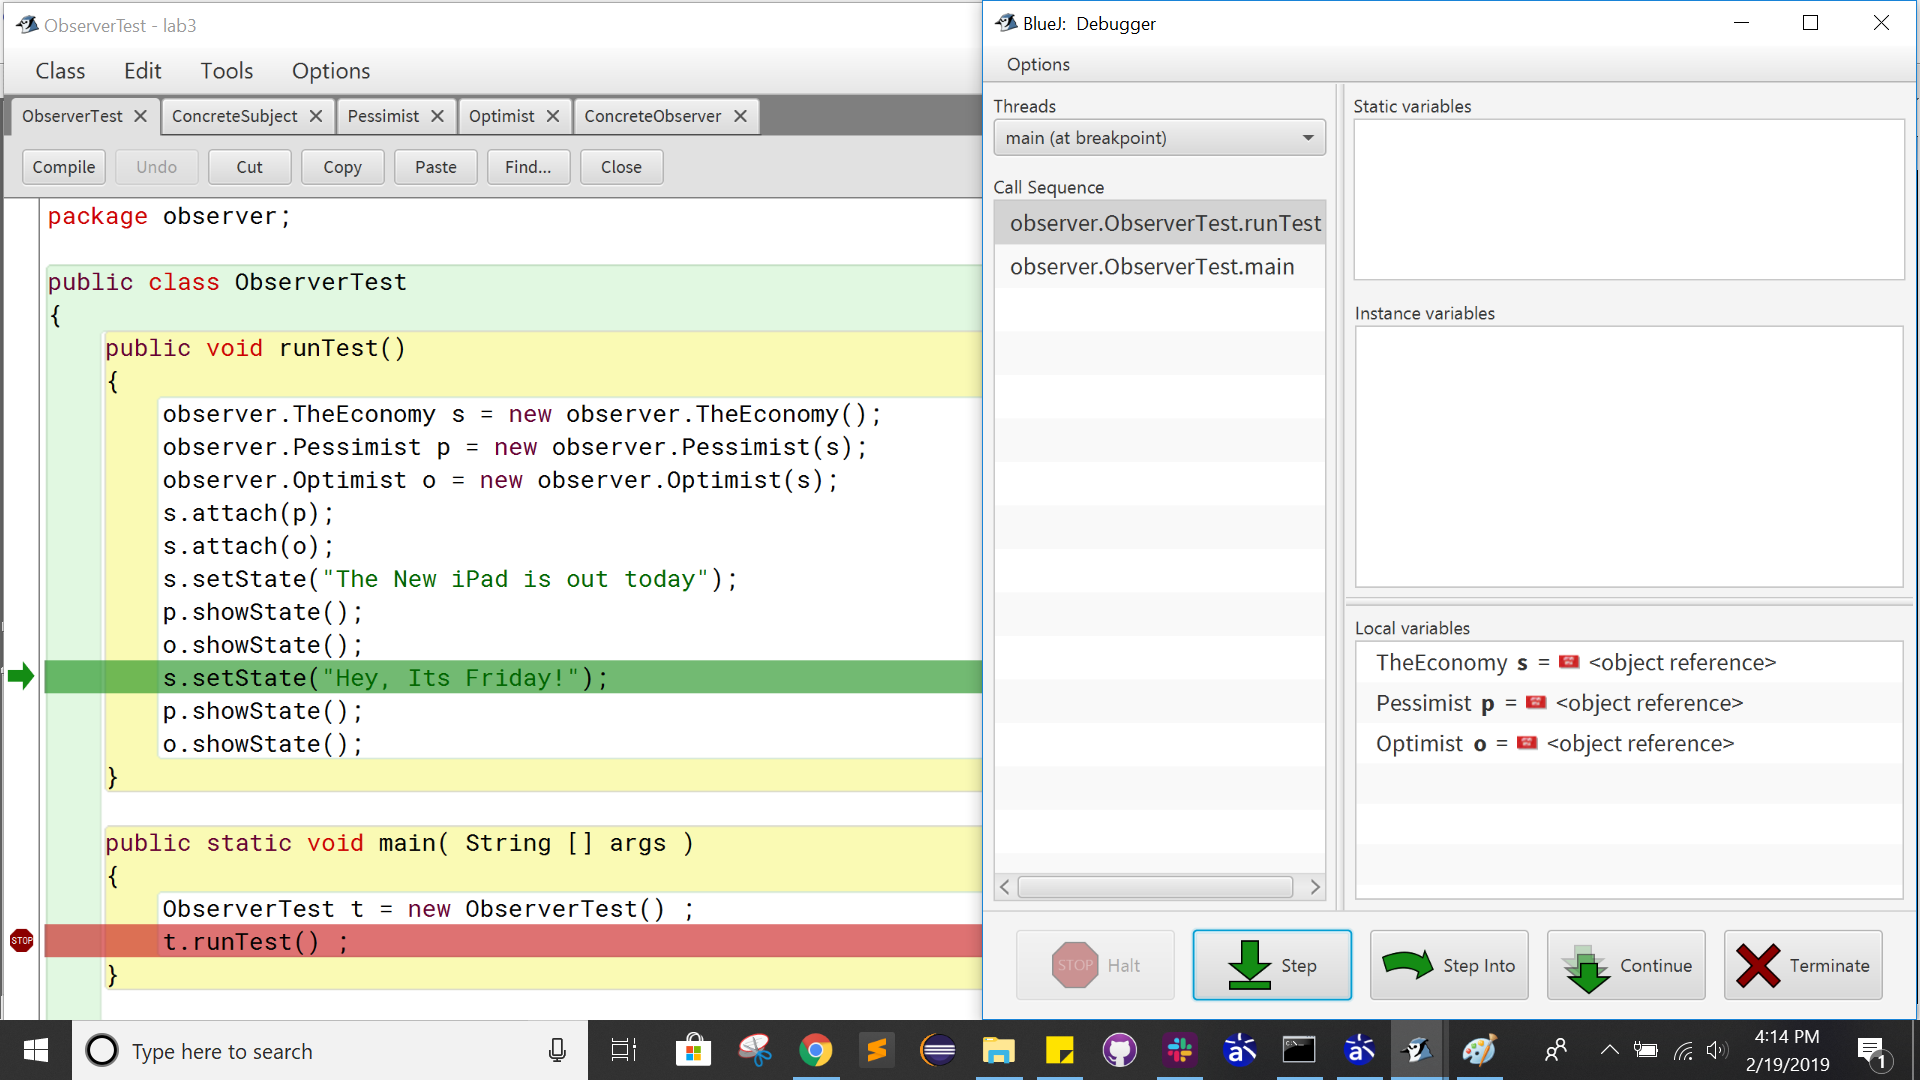 ObserverTest - lab3
Class Edit Tools Options
ObserverTest ConcreteSubject Pessimist Optimist ConcreteObserver
Compile Undo Cut Copy Paste Find... Close
package observer;
public class ObserverTest
{
public void runTest()
{
observer.TheEconomy s = new observer.TheEconomy();
observer.Pessimist p = new observer.Pessimist(s);
observer.Optimist o = new observer.Optimist(s);
s.attach(p);
s.attach(o);
s.setState("The New iPad is out today");
p.showState();
o.showState();
s.setState("Hey, Its Friday!");
p.showState();
o.showState();
}
public static void main( String [] args )
{
ObserverTest t = new ObserverTest() ;
STOP t.runTest() ;
}
BlueJ: Debugger
Options
Threads
main (at breakpoint)
Call Sequence
observer.ObserverTest.runTest
observer.ObserverTest.main
Static variables
Instance variables
Local variables
TheEconomy s = <object reference>
Pessimist p = <object reference>
Optimist o = <object reference>
STOP Halt Step Step Into Continue Terminate
Type here to search
4:14 PM
2/19/2019
1